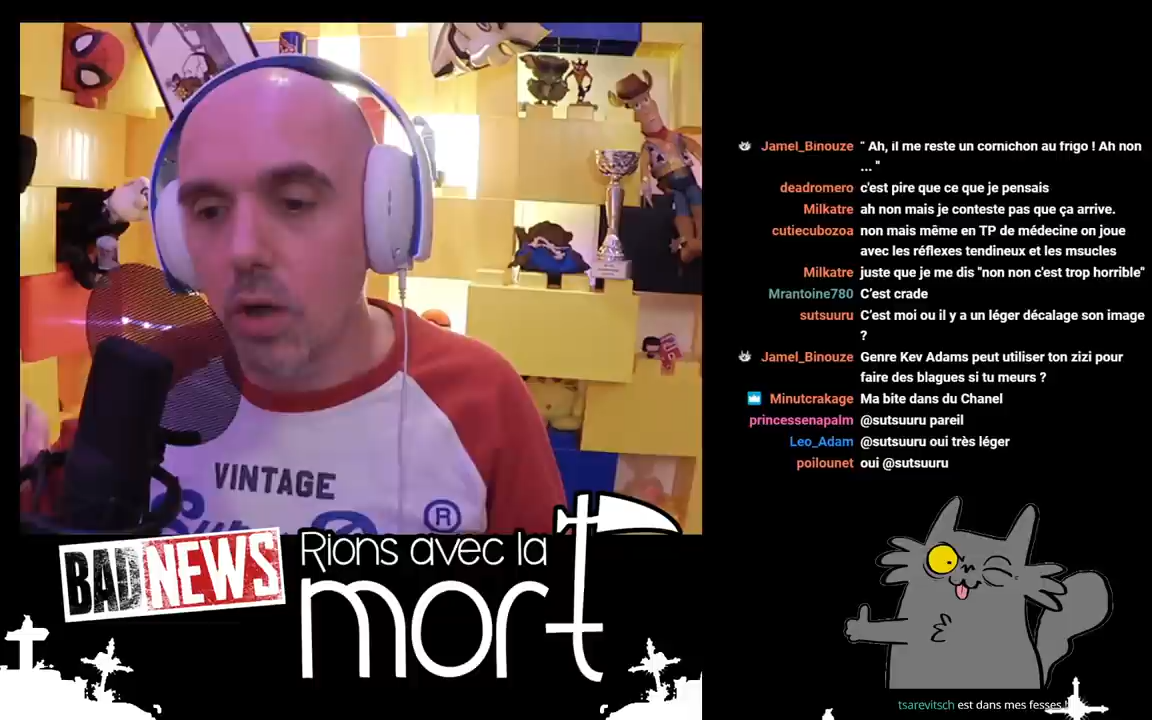 Jamel_Binouze " Ah, il me reste un cornichon au frigo ! Ah non
..."
deadromero c'est pire que ce que je pensais
Milkatre ah non mais je conteste pas que ça arrive.
cutiecubozoa non mais même en TP de médecine on joue
avec les réflexes tendineux et les msucles
Milkatre juste que je me dis "non non c'est trop horrible"
Mrantoine780 C'est crade
sutsuuru C'est moi ou il y a un léger décalage son image
?
Jamel_Binouze Genre Kev Adams peut utiliser ton zizi pour
faire des blagues si tu meurs ?
Minutcrakage Ma bite dans du Chanel
princessenapalm @sutsuuru pareil
Leo_Adam @sutsuuru oui très léger
poilounet oui @sutsuuru
VINTAGE
®
BAD NEWS
Rions avec la
mort
tsarevitsch est dans mes fesses